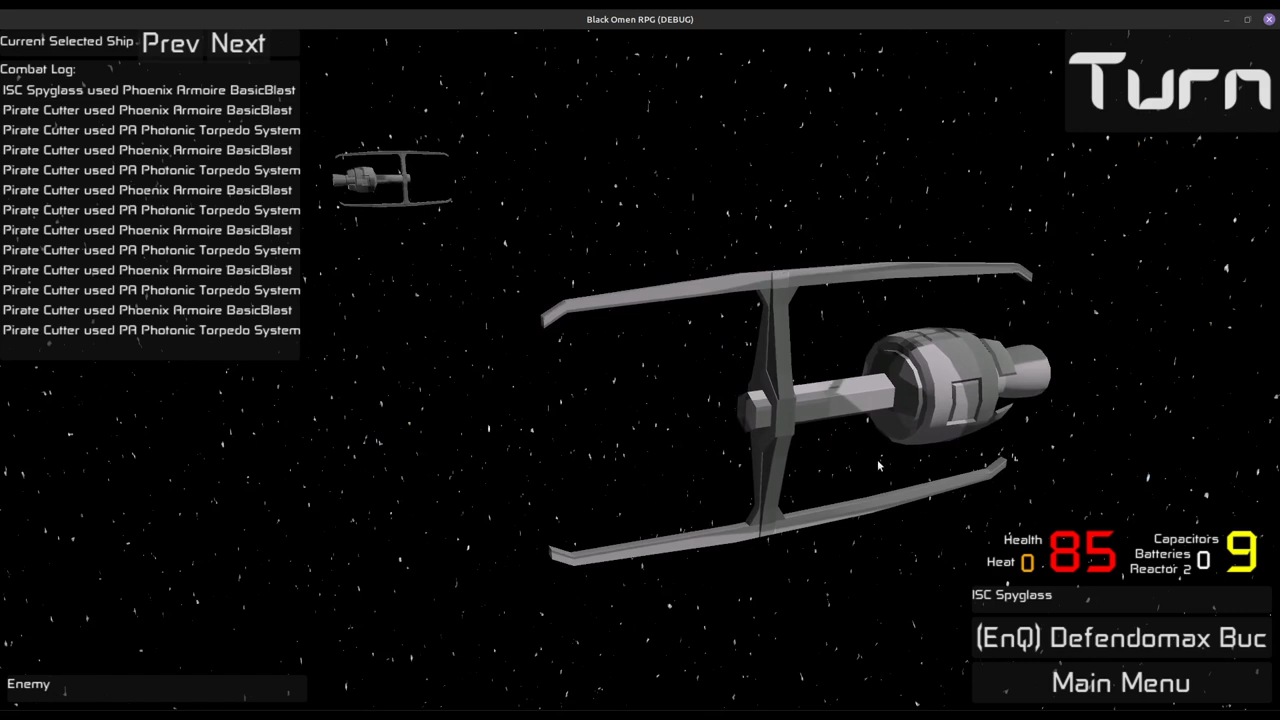 Black Omen RPG (DEBUG)
Current Selected Ship Prev Next
Turn
Combat Log:
ISC Spyglass used Phoenix Armoire BasicBlast
Pirate Cutter used Phoenix Armoire BasicBlast
Pirate Cutter used PA Photonic Torpedo System
Pirate Cutter used Phoenix Armoire BasicBlast
Pirate Cutter used PA Photonic Torpedo System
Pirate Cutter used Phoenix Armoire BasicBlast
Pirate Cutter used PA Photonic Torpedo System
Pirate Cutter used Phoenix Armoire BasicBlast
Pirate Cutter used PA Photonic Torpedo System
Pirate Cutter used Phoenix Armoire BasicBlast
Pirate Cutter used PA Photonic Torpedo System
Pirate Cutter used Phoenix Armoire BasicBlast
Pirate Cutter used PA Photonic Torpedo System
Health 85
Heat 0
Capacitors 9
Batteries 0
Reactor 2
ISC Spyglass
(EnQ) Defendomax Buc
Main Menu
Enemy